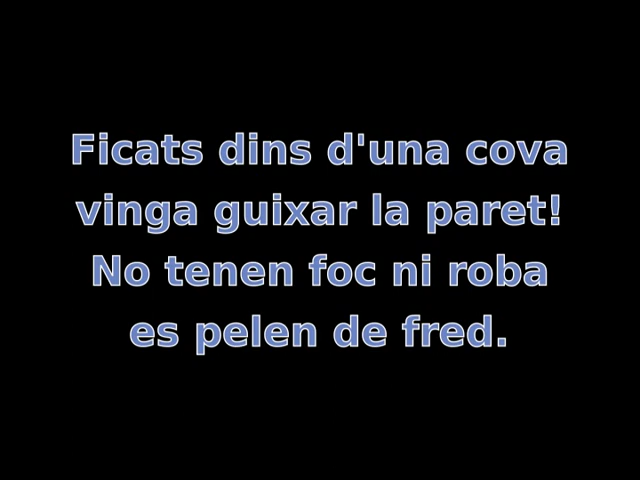 Ficats dins d'una cova
vinga guixar la paret!
No tenen foc ni roba
es pelen de fred.